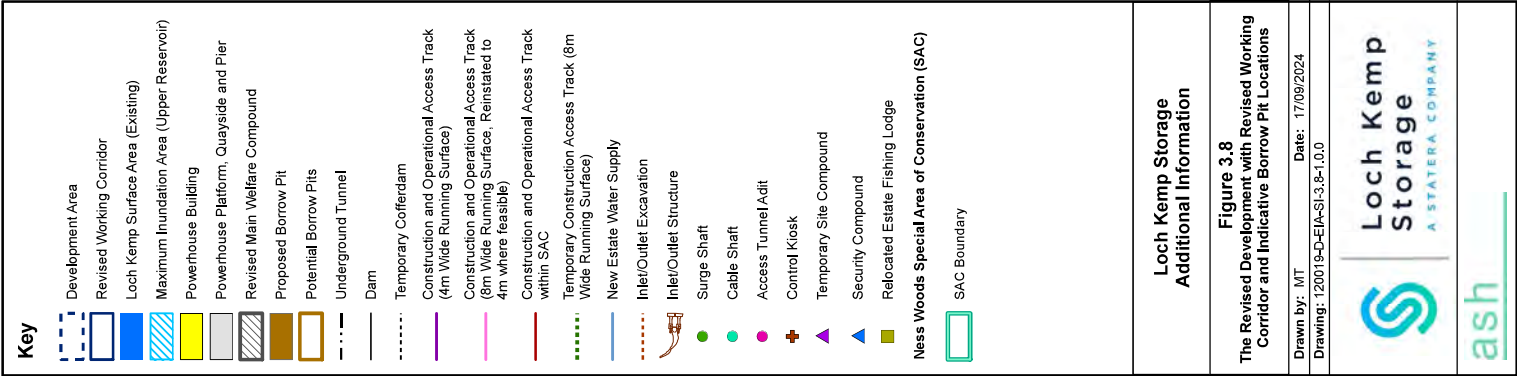 Key
Development Area
Revised Working Corridor
Loch Kemp Surface Area (Existing)
Maximum Inundation Area (Upper Reservoir)
Powerhouse Building
Powerhouse Platform, Quayside and Pier
Revised Main Welfare Compound
Proposed Borrow Pit
Potential Borrow Pits
Underground Tunnel
Dam
Temporary Cofferdam
Construction and Operational Access Track
(4m Wide Running Surface)
Construction and Operational Access Track
(8m Wide Running Surface, Reinstated to
4m where feasible)
Construction and Operational Access Track
within SAC
Temporary Construction Access Track (8m
Wide Running Surface)
New Estate Water Supply
Inlet/Outlet Excavation
Inlet/Outlet Structure
Surge Shaft
Cable Shaft
Access Tunnel Adit
Control Kiosk
Temporary Site Compound
Security Compound
Relocated Estate Fishing Lodge
Ness Woods Special Area of Conservation (SAC)
SAC Boundary
Loch Kemp Storage
Additional Information
Figure 3.8
The Revised Development with Revised Working
Corridor and Indicative Borrow Pit Locations
Drawn by: MT Date: 17/09/2024
Drawing: 120019-D-EIA-SI-3.8-1.0.0
Loch Kemp
Storage
A STATERA COMPANY
ash